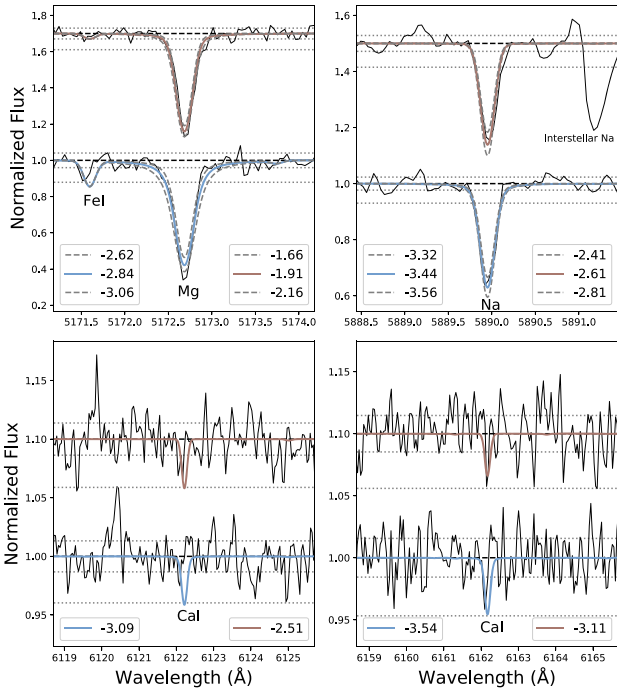 1.8
1.6
1.4
1.2
1.0
0.8
0.6
0.4
0.2
Normalized Flux
FeI
Mg
-2.62
-2.84
-3.06
-1.66
-1.91
-2.16
5171.5 5172.0 5172.5 5173.0 5173.5 5174.0
1.6
1.4
1.2
1.0
0.8
0.6
Interstellar Na
Na
-3.32
-3.44
-3.56
-2.41
-2.61
-2.81
5888.5 5889.0 5889.5 5890.0 5890.5 5891.0
1.15
1.10
1.05
1.00
0.95
Normalized Flux
CaI
-3.09
-2.51
6119 6120 6121 6122 6123 6124 6125
Wavelength (Å)
1.15
1.10
1.05
1.00
0.95
CaI
-3.54
-3.11
6159 6160 6161 6162 6163 6164 6165
Wavelength (Å)